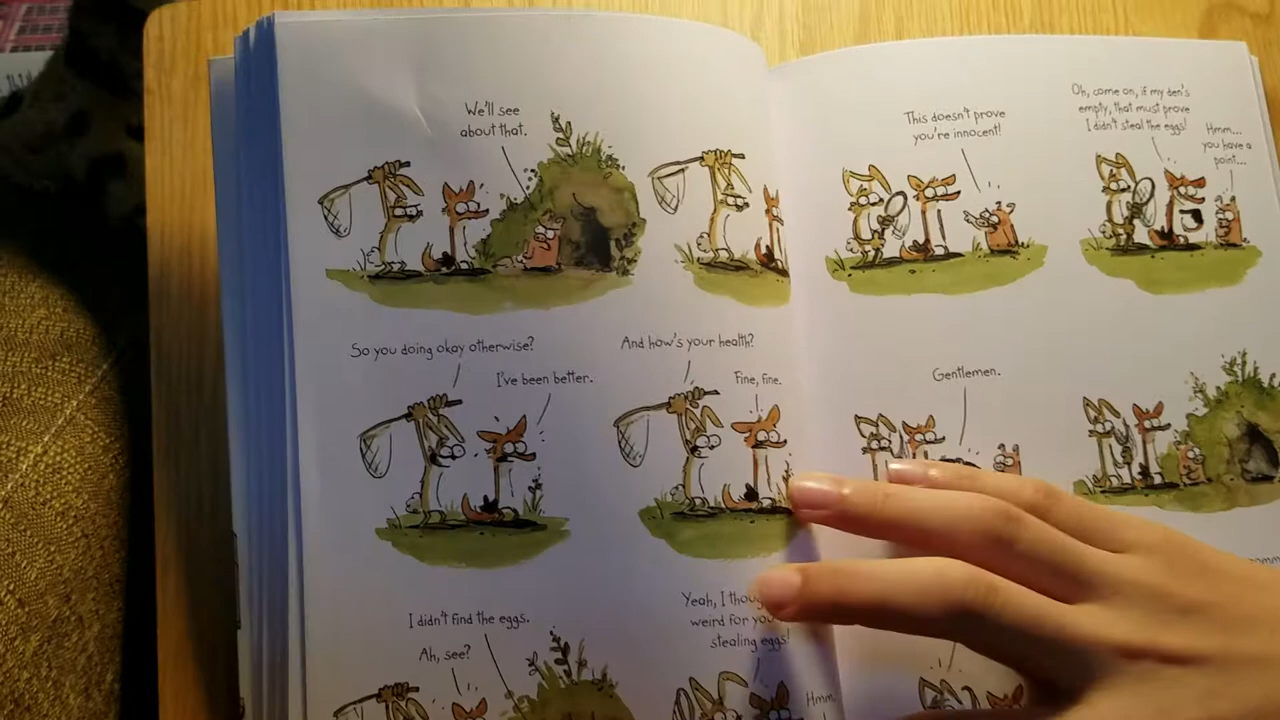 We'll see
about that.
So you doing okay otherwise?
I've been better.
And how's your health?
Fine, fine.
I didn't find the eggs.
Ah, see?
Yeah, I
weird for
stealing eggs!
Hmm.
This doesn't prove
you're innocent!
Oh, come on, if my den's
empty, that must prove
I didn't steal the eggs!
Hmm...
you have a
point...
Gentlemen.